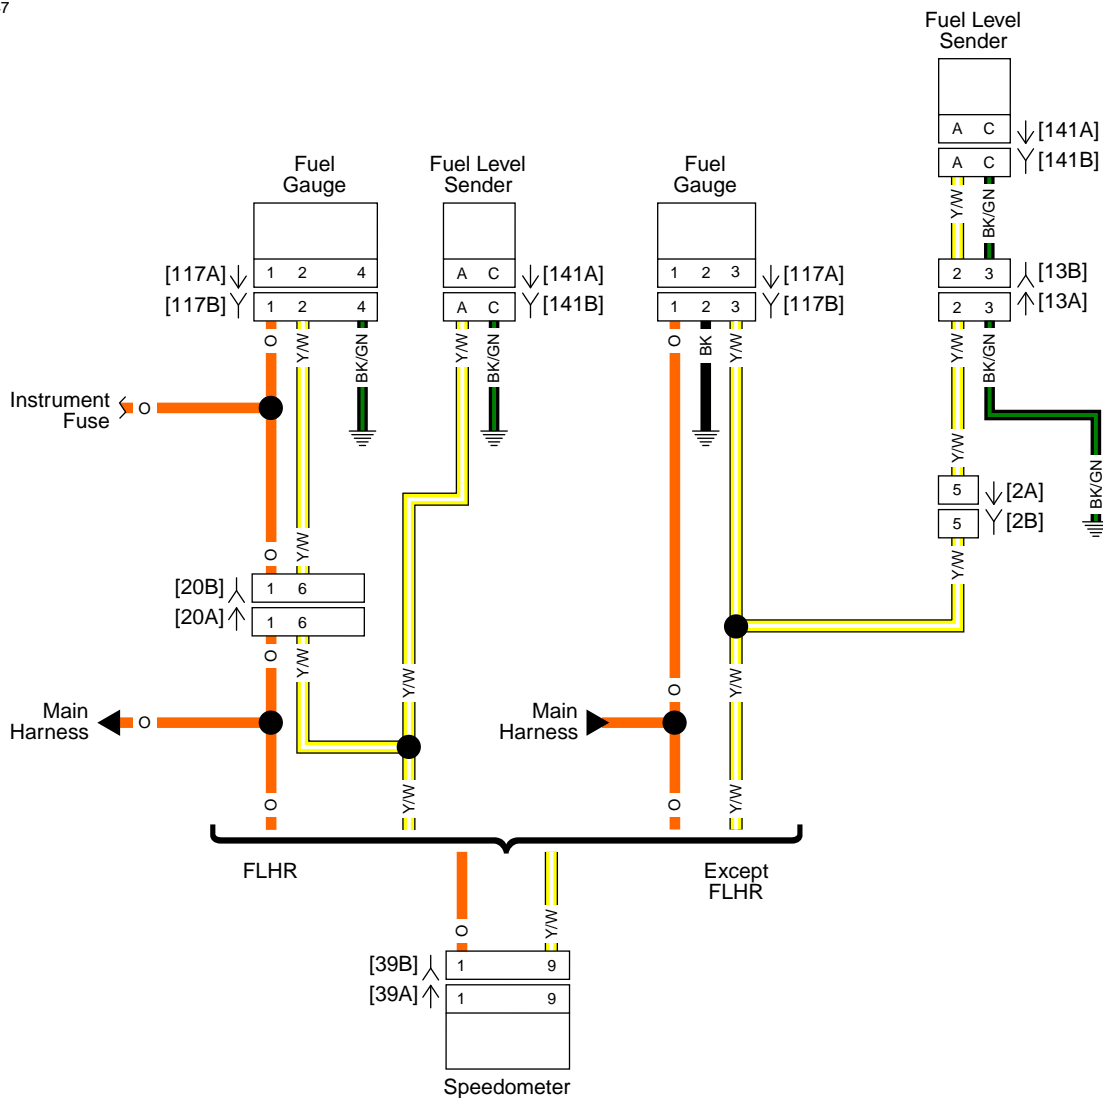 Fuel Level
Sender
A C [141A]
A C [141B]
Y/W BK/GN
2 3 [13B]
2 3 [13A]
Y/W BK/GN
Y/W BK/GN
5 [2A]
5 [2B]
Y/W
Fuel
Gauge
[117A] 1 2 4
[117B] 1 2 4
O Y/W BK/GN
Fuel Level
Sender
A C [141A]
A C [141B]
Y/W BK/GN
Fuel
Gauge
1 2 3 [117A]
1 2 3 [117B]
O BK Y/W
Instrument
Fuse
O
O Y/W
[20B] 1 6
[20A] 1 6
O Y/W
Y/W
O Y/W
Main
Harness
O
Main
Harness
O Y/W
O Y/W
FLHR
Except
FLHR
O Y/W
[39B] 1 9
[39A] 1 9
Speedometer